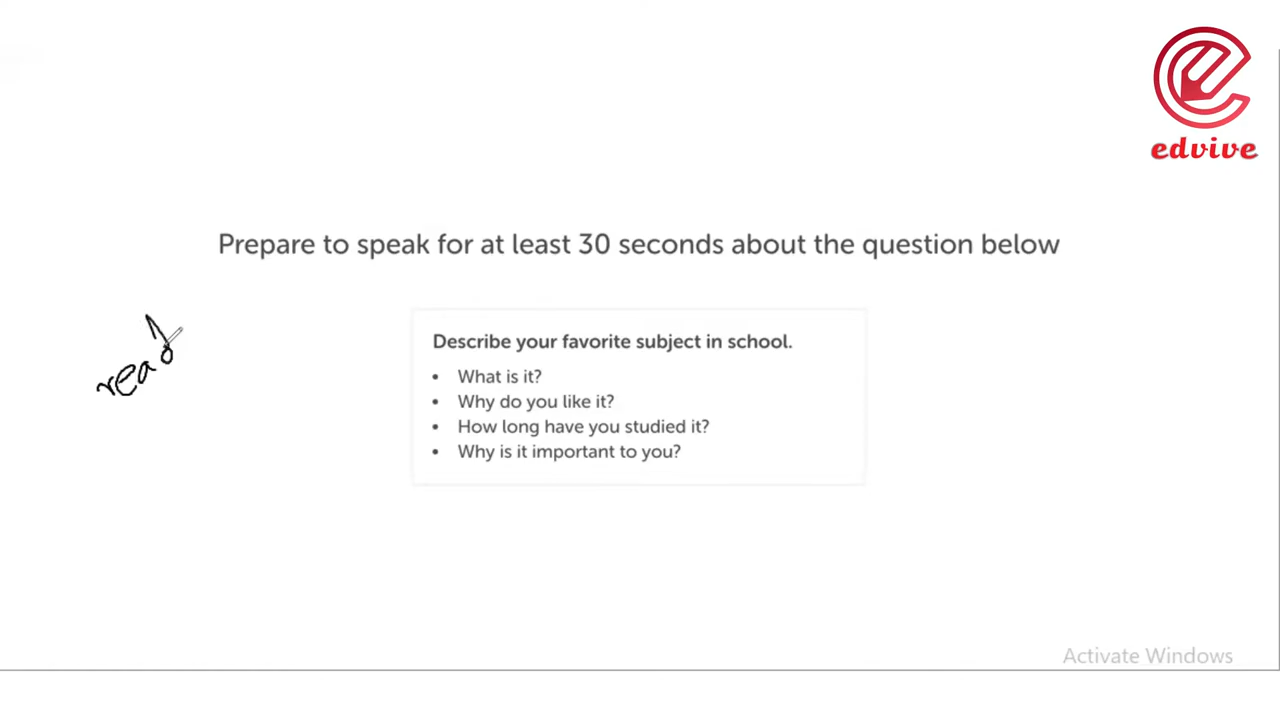 edvive
Prepare to speak for at least 30 seconds about the question below
read
Describe your favorite subject in school.
• What is it?
• Why do you like it?
• How long have you studied it?
• Why is it important to you?
Activate Windows